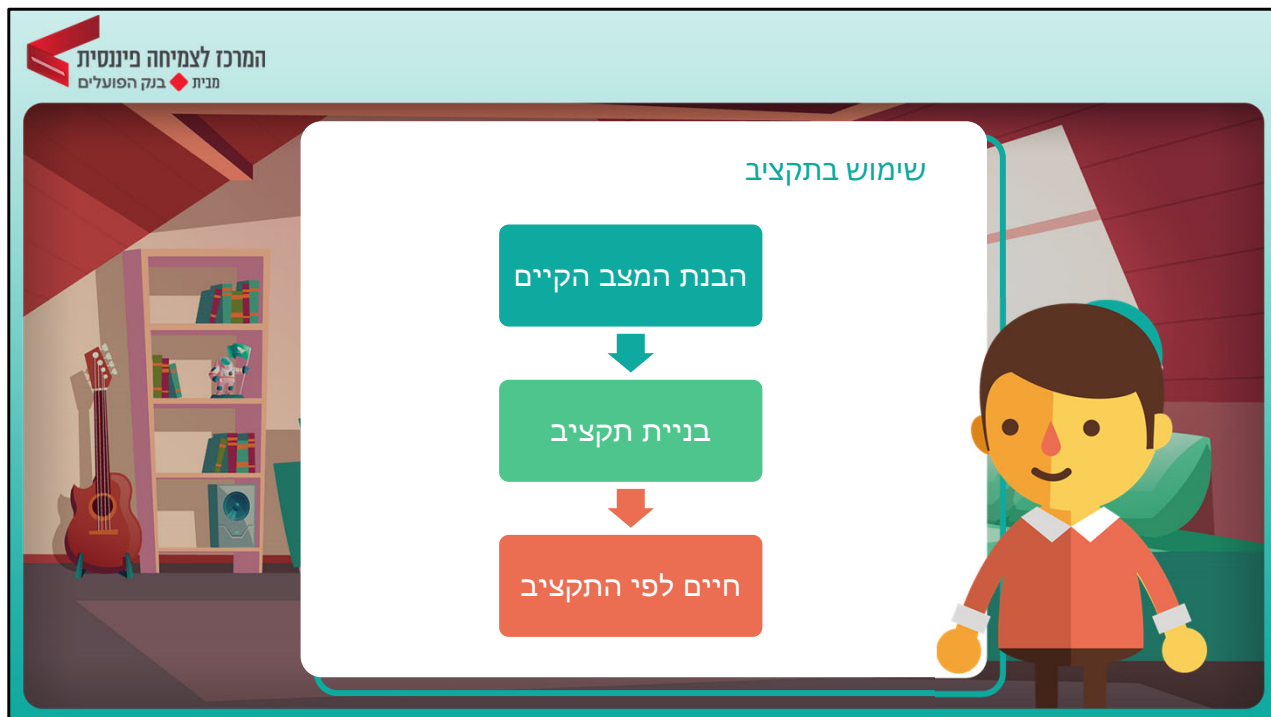 המרכז לצמיחה פיננסית
מבית בנק הפועלים
שימוש בתקציב
הבנת המצב הקיים
בניית תקציב
חיים לפי התקציב